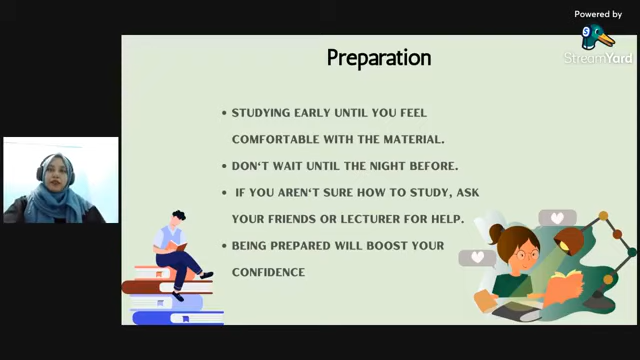 Powered by
StreamYard
Preparation
• STUDYING EARLY UNTIL YOU FEEL
COMFORTABLE WITH THE MATERIAL.
• DON'T WAIT UNTIL THE NIGHT BEFORE.
• IF YOU AREN'T SURE HOW TO STUDY, ASK
YOUR FRIENDS OR LECTURER FOR HELP.
• BEING PREPARED WILL BOOST YOUR
CONFIDENCE